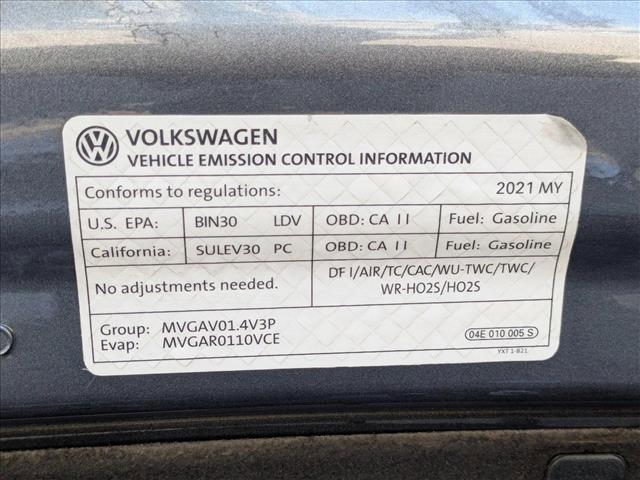 VOLKSWAGEN
VEHICLE EMISSION CONTROL INFORMATION
Conforms to regulations: 2021 MY
U.S. EPA: BIN30 LDV OBD: CA II Fuel: Gasoline
California: SULEV30 PC OBD: CA II Fuel: Gasoline
No adjustments needed.
DF I/AIR/TC/CAC/WU-TWC/TWC/
WR-HO2S/HO2S
Group: MVGAV01.4V3P
Evap: MVGAR0110VCE
04E 010 005 S
YXT 1-B21